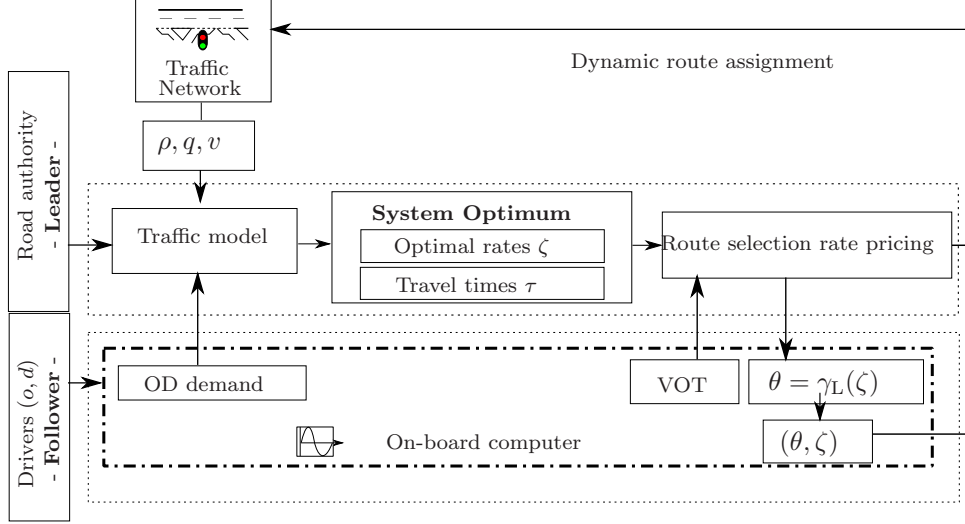 Traffic
Network
Dynamic route assignment
ρ, q, v
Road authority
- Leader -
Traffic model
System Optimum
Optimal rates ζ
Travel times τ
Route selection rate pricing
Drivers (o, d)
- Follower -
OD demand
VOT
θ = γ_L(ζ)
On-board computer
(θ, ζ)